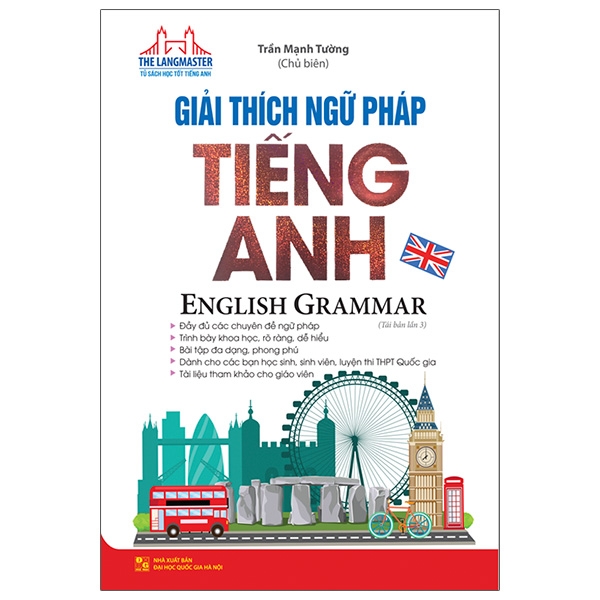 THE LANGMASTER
TỦ SÁCH HỌC TỐT TIẾNG ANH
Trần Mạnh Tường
(Chủ biên)
GIẢI THÍCH NGỮ PHÁP
TIẾNG
ANH
ENGLISH GRAMMAR
(Tái bản lần 3)
Đầy đủ các chuyên đề ngữ pháp
Trình bày khoa học, rõ ràng, dễ hiểu
Bài tập đa dạng, phong phú
Dành cho các bạn học sinh, sinh viên, luyện thi THPT Quốc gia
Tài liệu tham khảo cho giáo viên
NHÀ XUẤT BẢN
ĐẠI HỌC QUỐC GIA HÀ NỘI